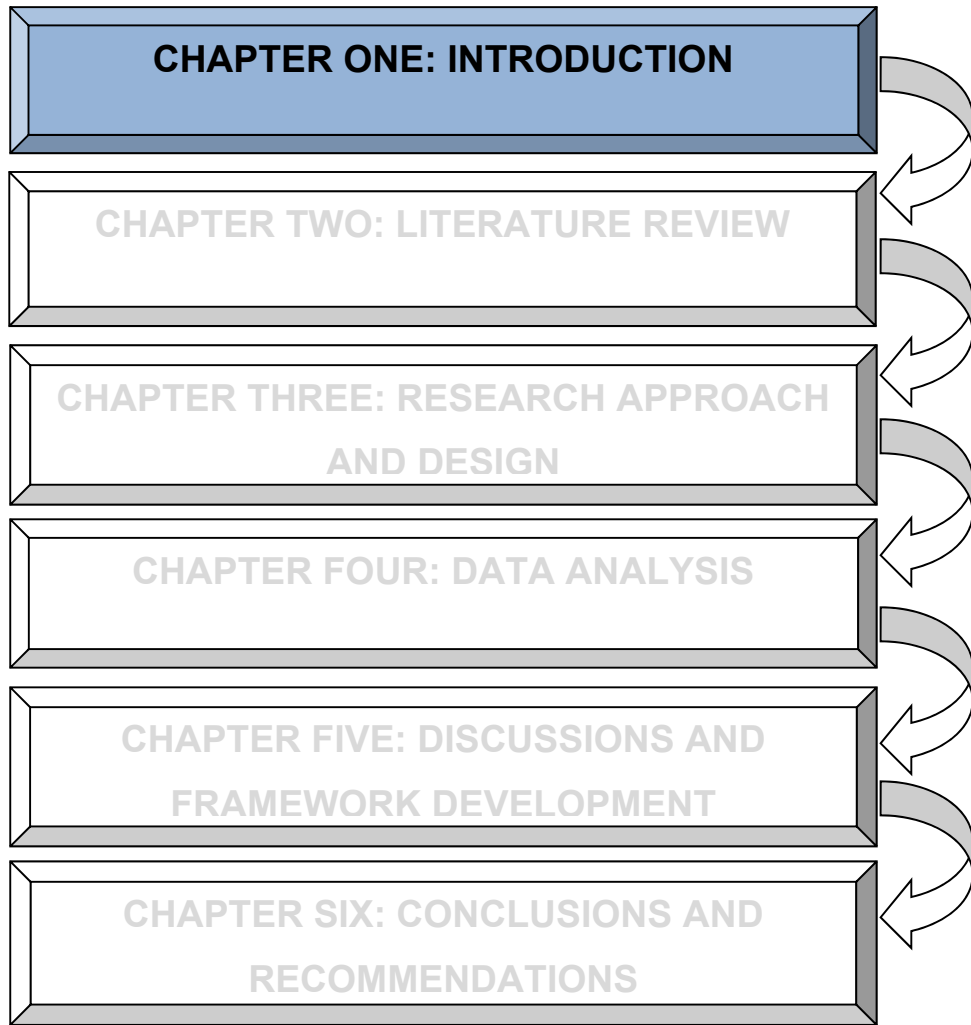 CHAPTER ONE: INTRODUCTION
CHAPTER TWO: LITERATURE REVIEW
CHAPTER THREE: RESEARCH APPROACH
AND DESIGN
CHAPTER FOUR: DATA ANALYSIS
CHAPTER FIVE: DISCUSSIONS AND
FRAMEWORK DEVELOPMENT
CHAPTER SIX: CONCLUSIONS AND
RECOMMENDATIONS